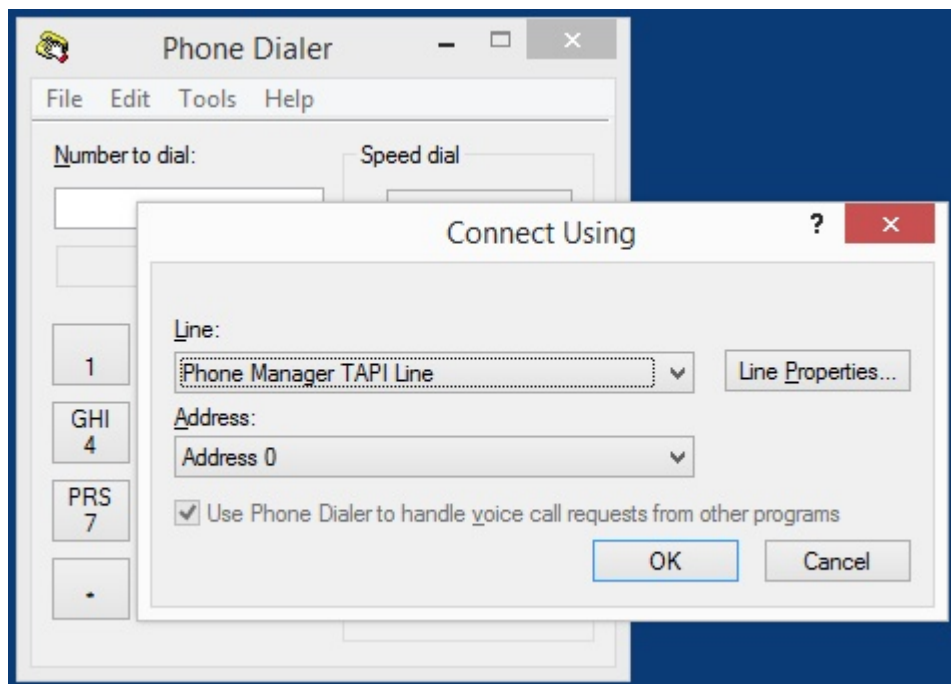 Phone Dialer
File Edit Tools Help
Number to dial:
Speed dial
Connect Using
?
Line:
Phone Manager TAPI Line
Line Properties...
Address:
Address 0
Use Phone Dialer to handle voice call requests from other programs
OK Cancel
1
GHI
4
PRS
7
*